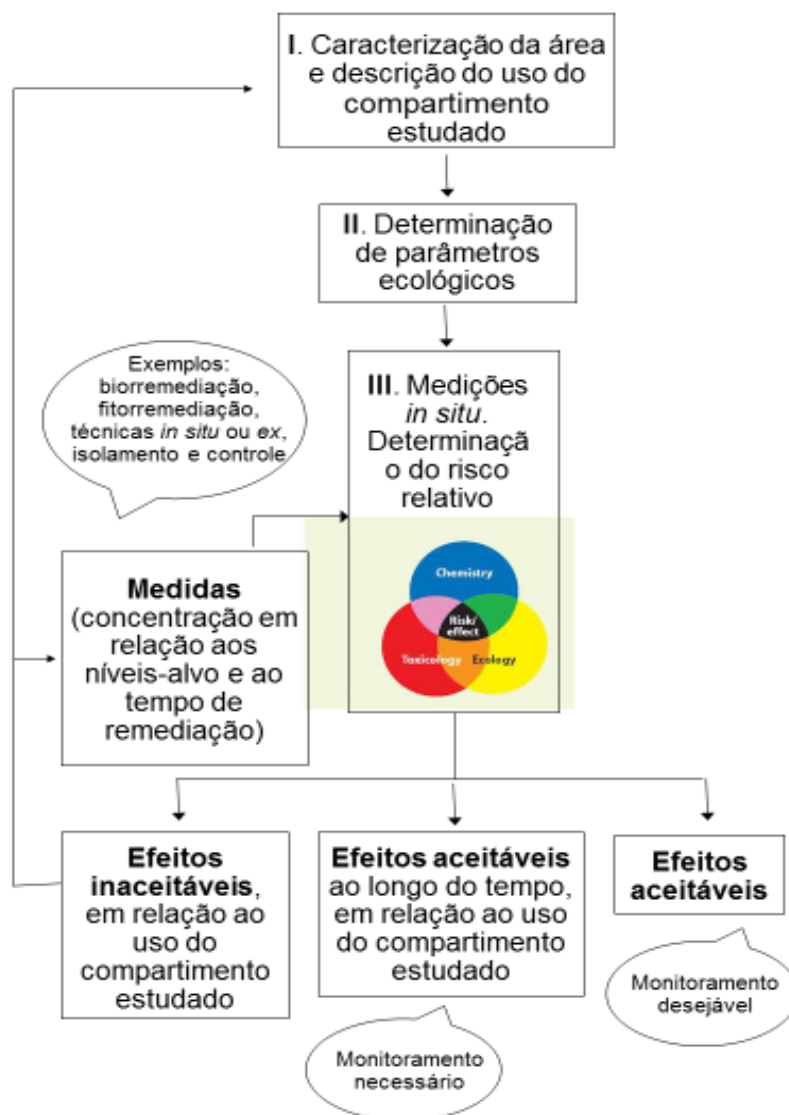 I. Caracterização da área
e descrição do uso do
compartimento
estudado
II. Determinação
de parâmetros
ecológicos
Exemplos:
biorremediação,
fitorremediação,
técnicas in situ ou ex,
isolamento e controle
III. Medições
in situ.
Determinaçã
o do risco
relativo
Chemistry
Risk/
effect
Toxicology
Ecology
Medidas
(concentração em
relação aos
níveis-alvo e ao
tempo de
remediação)
Efeitos
inaceitáveis,
em relação ao
uso do
compartimento
estudado
Efeitos aceitáveis
ao longo do tempo,
em relação ao uso
do compartimento
estudado
Efeitos
aceitáveis
Monitoramento
desejável
Monitoramento
necessário